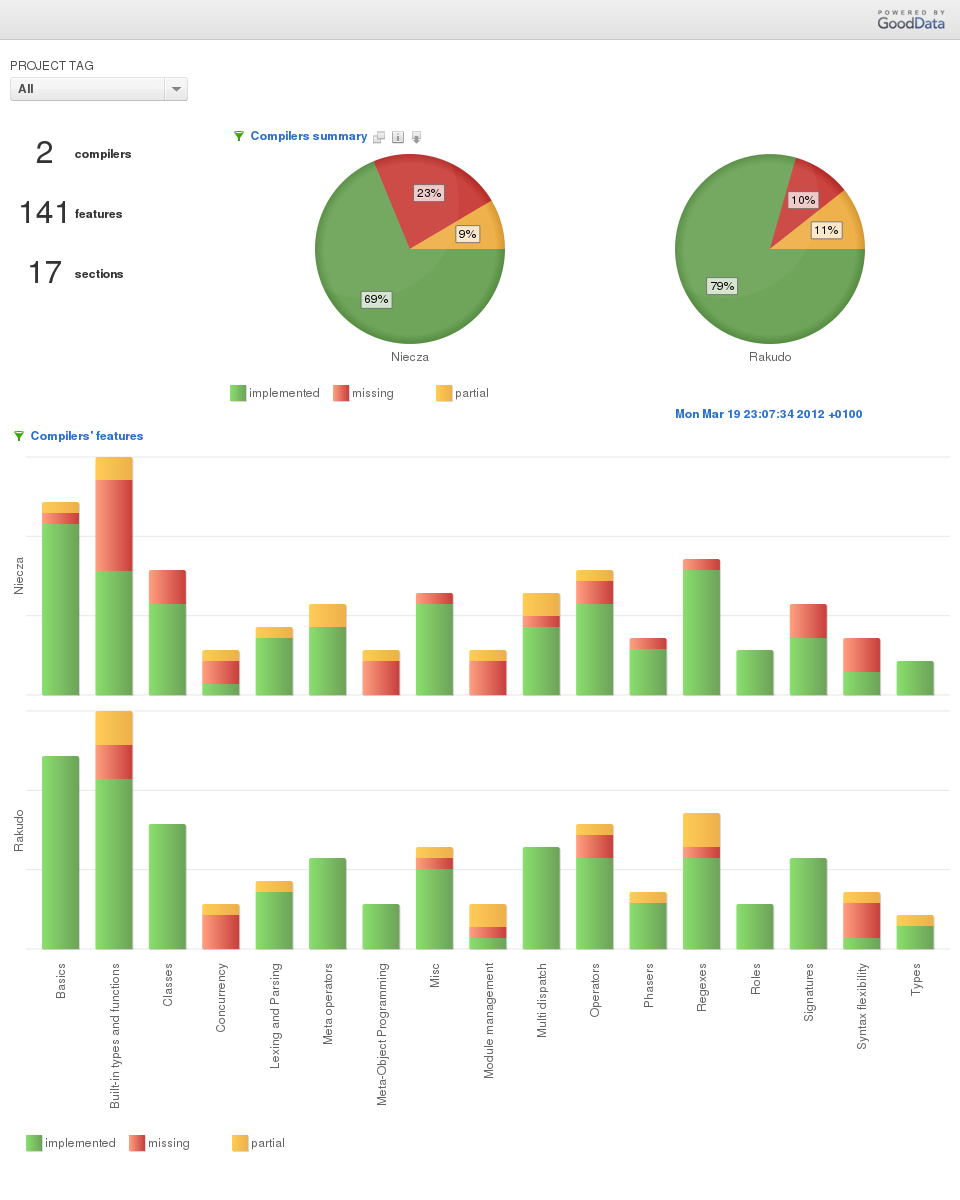 POWERED BY
GoodData
PROJECT TAG
All
2 compilers
141 features
17 sections
Compilers summary
23%
9%
69%
Niecza
10%
11%
79%
Rakudo
implemented missing partial
Mon Mar 19 23:07:34 2012 +0100
Compilers' features
Niecza
Rakudo
Basics
Built-in types and functions
Classes
Concurrency
Lexing and Parsing
Meta operators
Meta-Object Programming
Misc
Module management
Multi dispatch
Operators
Phasers
Regexes
Roles
Signatures
Syntax flexibility
Types
implemented missing partial